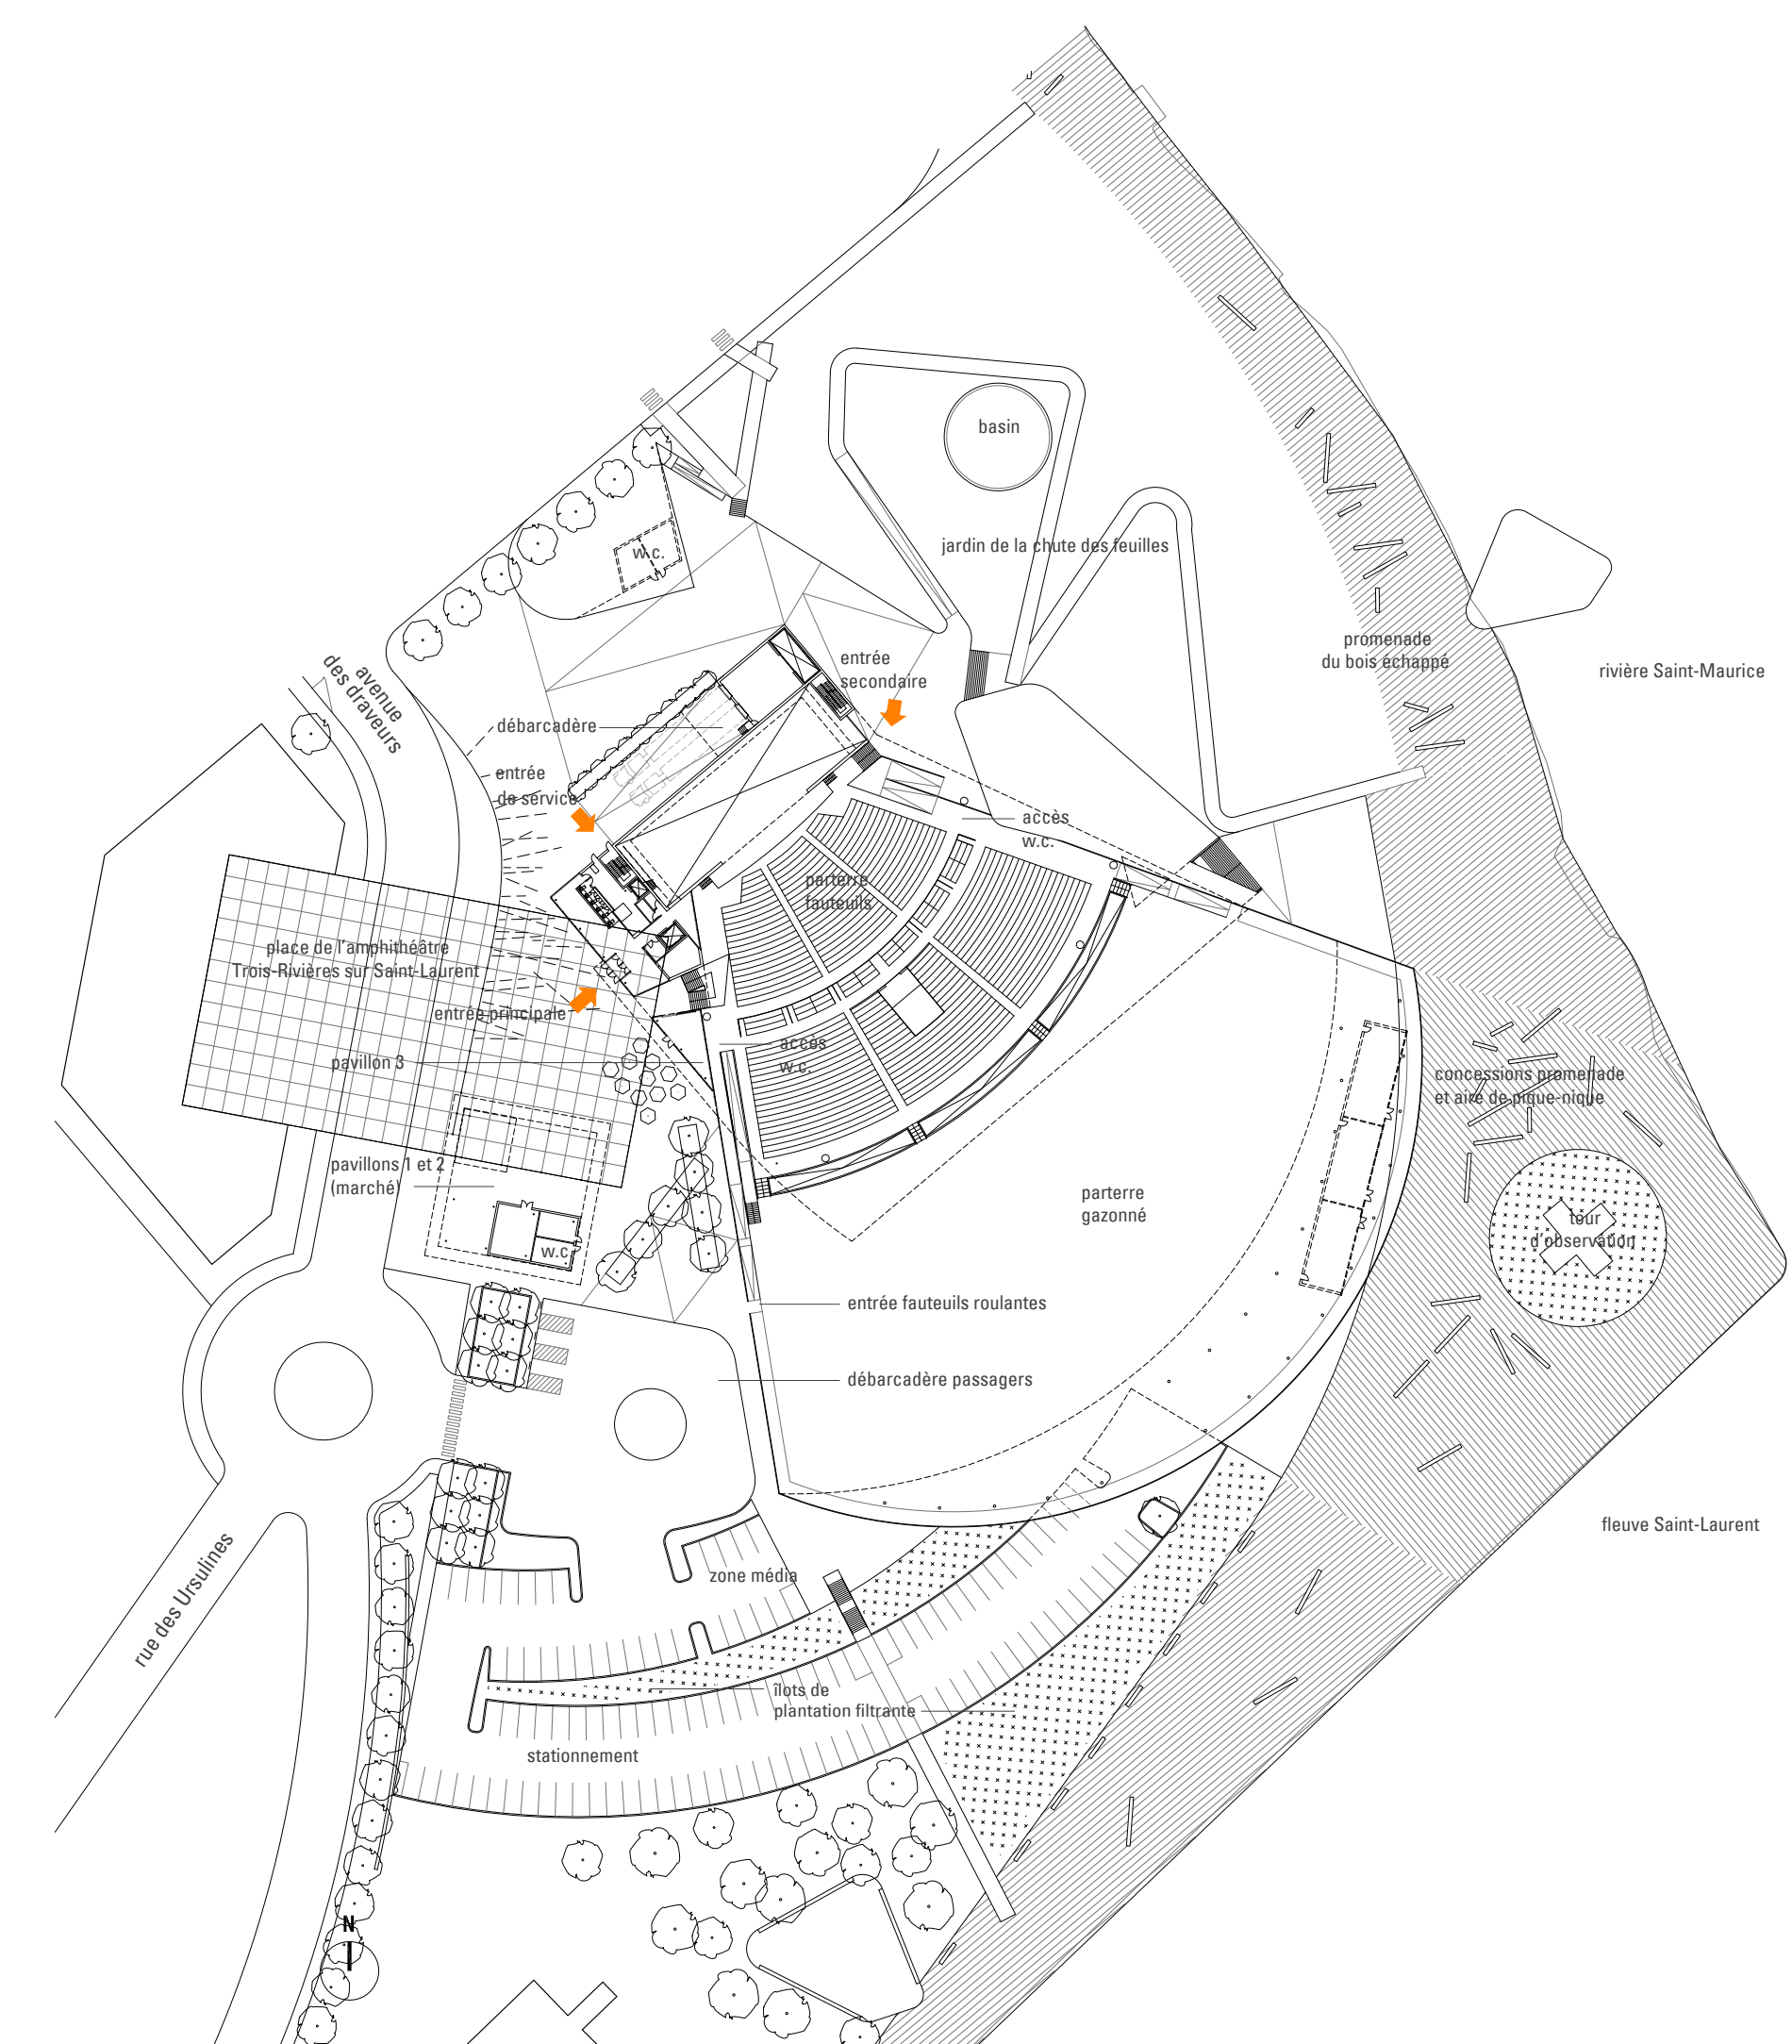 basin
w.c.
jardin de la chute des feuilles
promenade
du bois échappé
rivière Saint-Maurice
avenue
des draveurs
entrée
secondaire
débarcadère
entrée
de service
accès
w.c.
parterre
fauteuils
place de l'amphithéâtre
Trois-Rivières sur Saint-Laurent
entrée principale
accès
w.c.
pavillon 3
concessions promenade
et aire de pique-nique
pavillons 1 et 2
(marché)
w.c.
parterre
gazonné
tour
d'observation
entrée fauteuils roulantes
débarcadère passagers
fleuve Saint-Laurent
rue des Ursulines
zone média
îlots de
plantation filtrante
stationnement
N